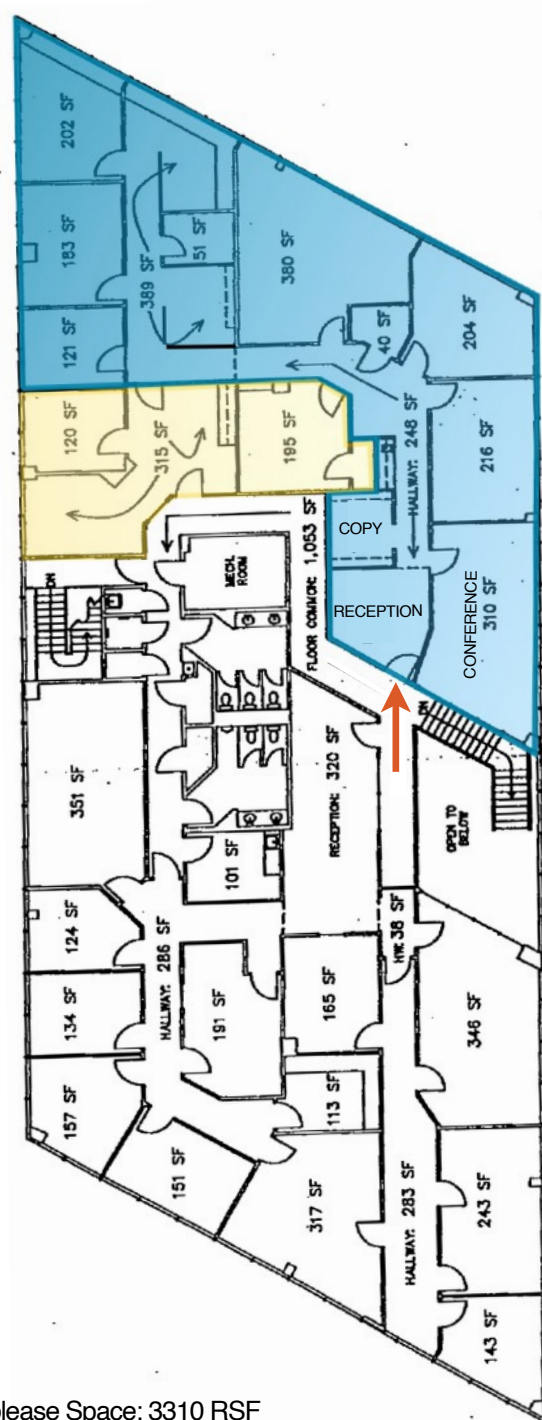 202 SF
183 SF
121 SF
389 SF
51 SF
380 SF
40 SF
204 SF
120 SF
315 SF
195 SF
HALLWAY: 248 SF
216 SF
COPY
RECEPTION
CONFERENCE
310 SF
FLOOR COMMON: 1,053 SF
MECH.
ROOM
DN
DN
351 SF
RECEPTION: 320 SF
OPEN TO
BELOW
101 SF
124 SF
HALLWAY: 286 SF
134 SF
191 SF
165 SF
HW: 38 SF
346 SF
157 SF
113 SF
151 SF
317 SF
HALLWAY: 283 SF
243 SF
143 SF
lease Space: 3310 RSF